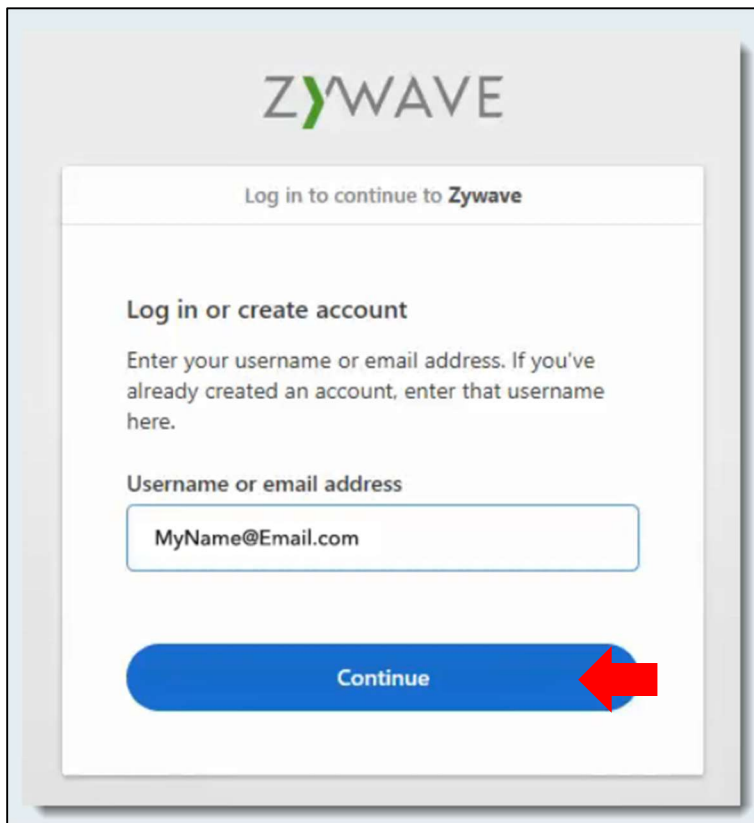 ZYWAVE
Log in to continue to Zywave
Log in or create account
Enter your username or email address. If you've
already created an account, enter that username
here.
Username or email address
MyName@Email.com
Continue